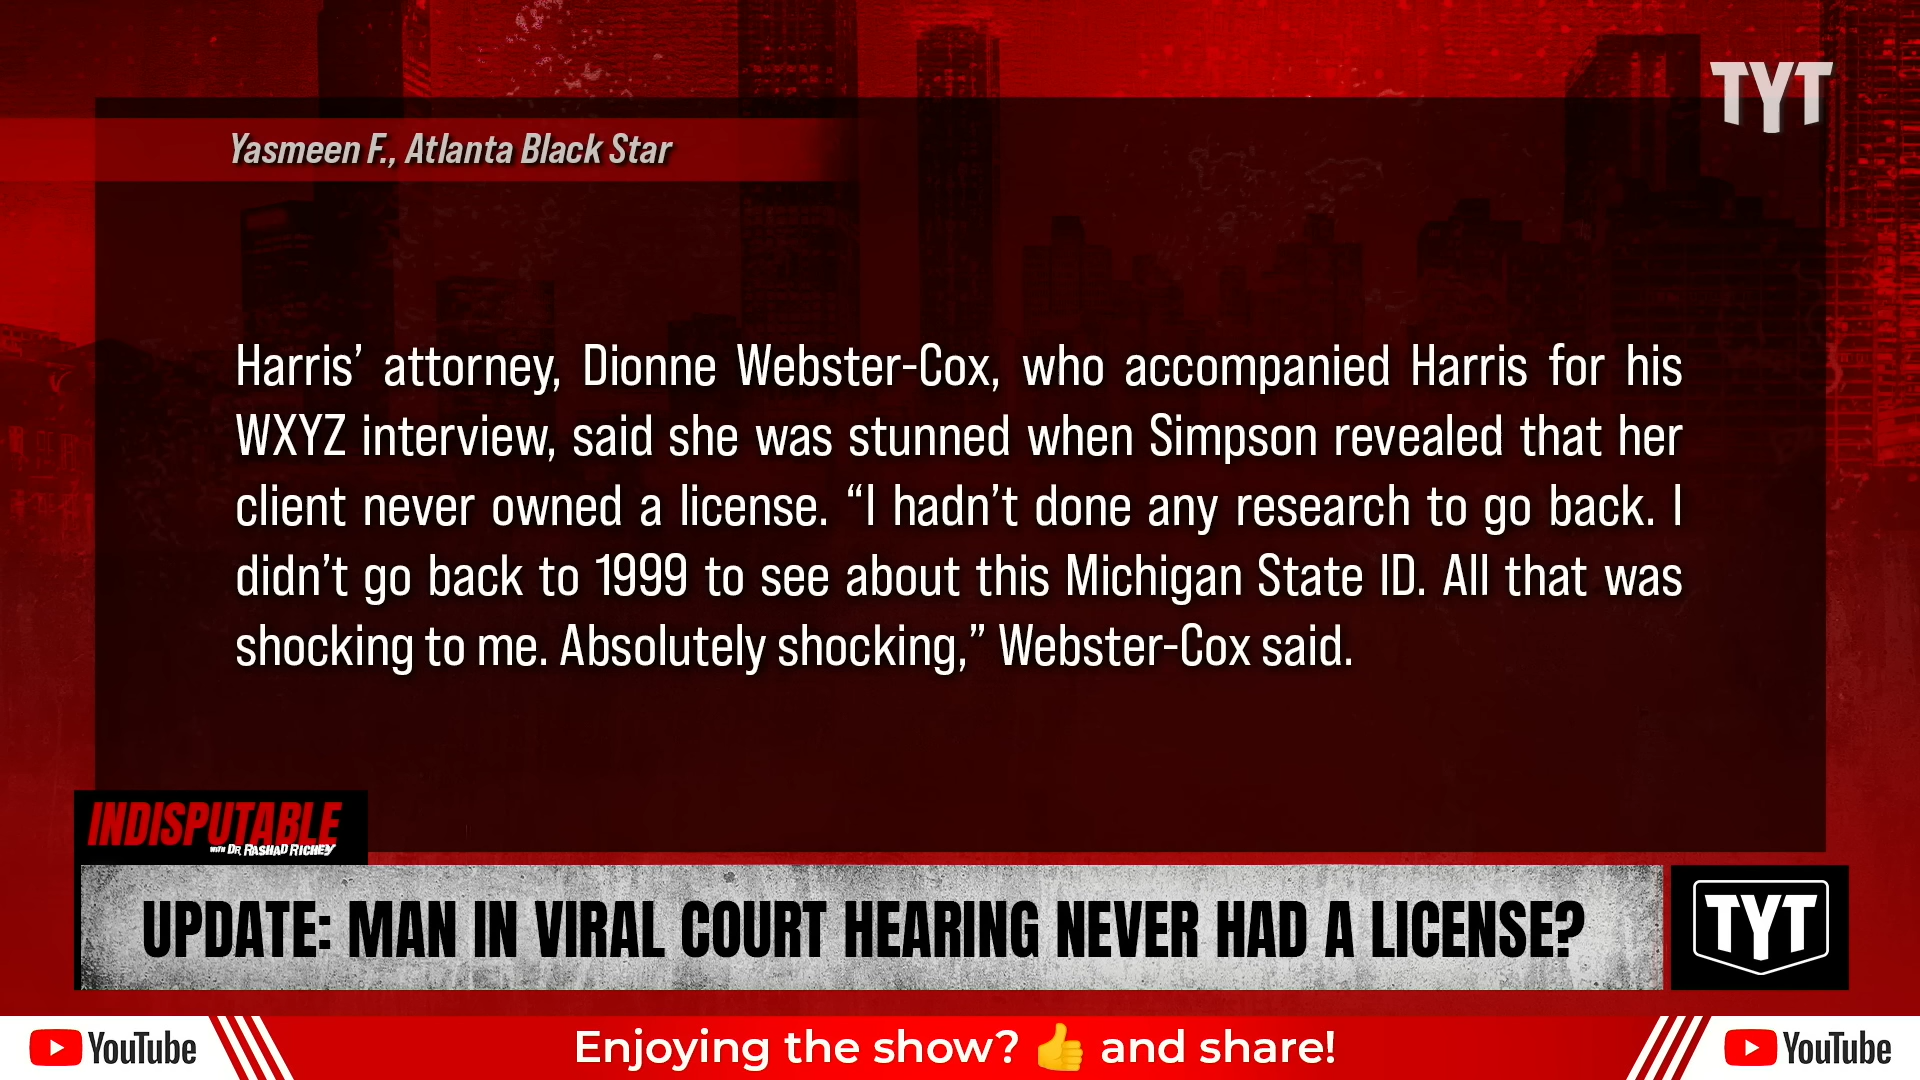 TYT
Yasmeen F., Atlanta Black Star
Harris’ attorney, Dionne Webster-Cox, who accompanied Harris for his
WXYZ interview, said she was stunned when Simpson revealed that her
client never owned a license. “I hadn’t done any research to go back. I
didn’t go back to 1999 to see about this Michigan State ID. All that was
shocking to me. Absolutely shocking,” Webster-Cox said.
INDISPUTABLE
WITH DR RASHAD RICHEY
UPDATE: MAN IN VIRAL COURT HEARING NEVER HAD A LICENSE?
TYT
YouTube
Enjoying the show? 👍 and share!
YouTube